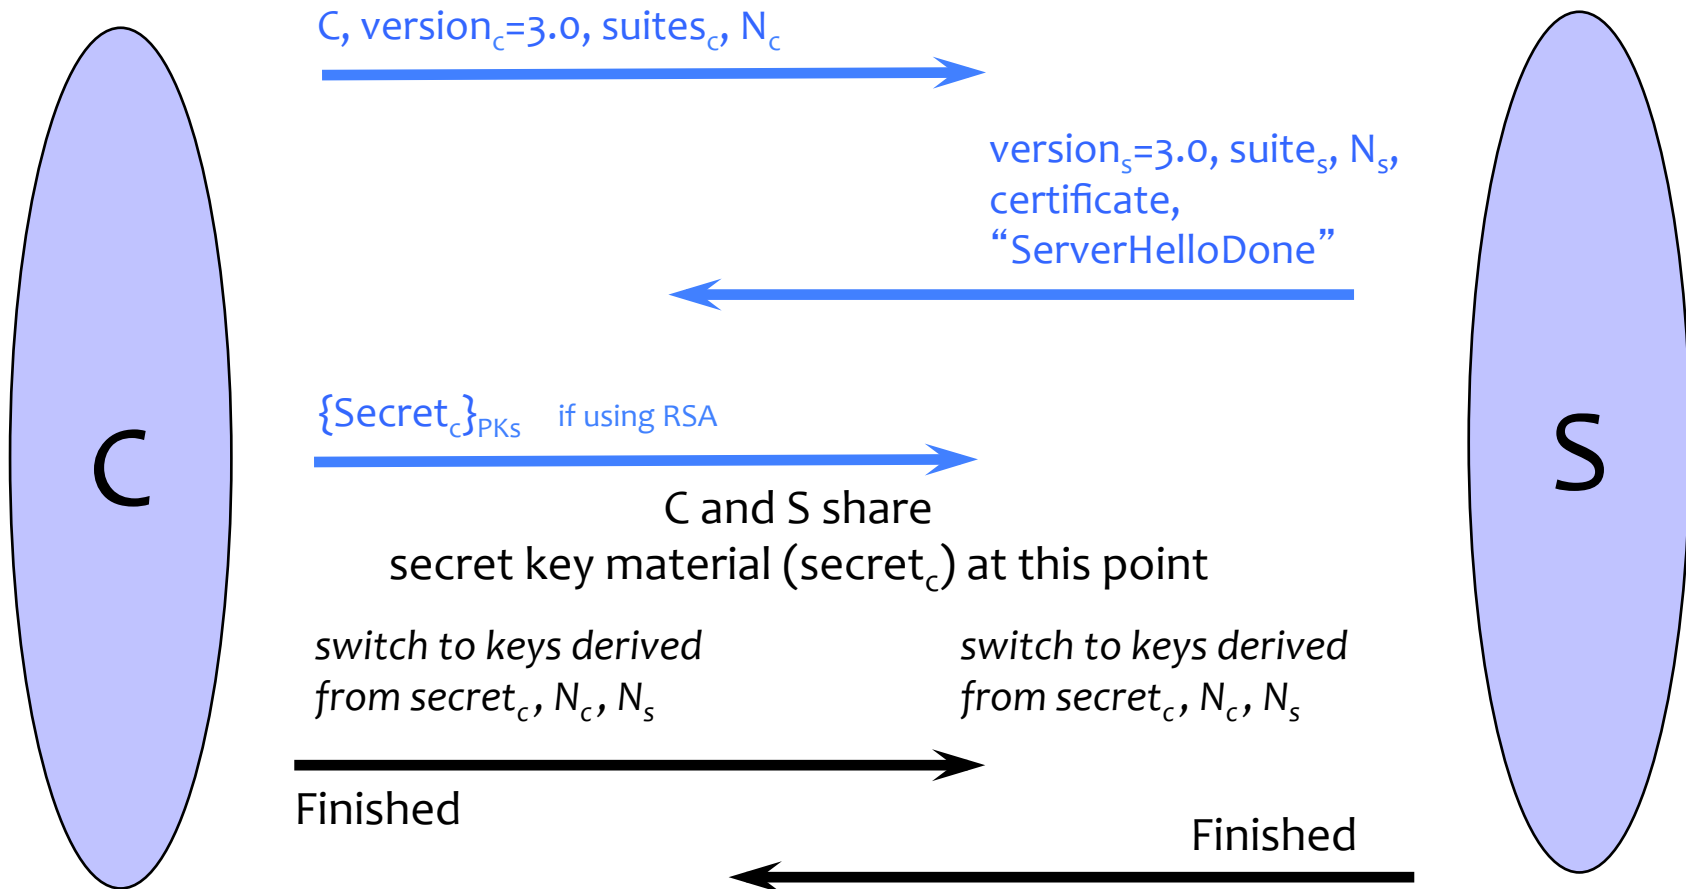 C, version_c=3.0, suites_c, N_c
version_s=3.0, suite_s, N_s,
certificate,
“ServerHelloDone”
{Secret_c}_PKs if using RSA
C
S
C and S share
secret key material (secret_c) at this point
switch to keys derived
from secret_c, N_c, N_s
switch to keys derived
from secret_c, N_c, N_s
Finished
Finished